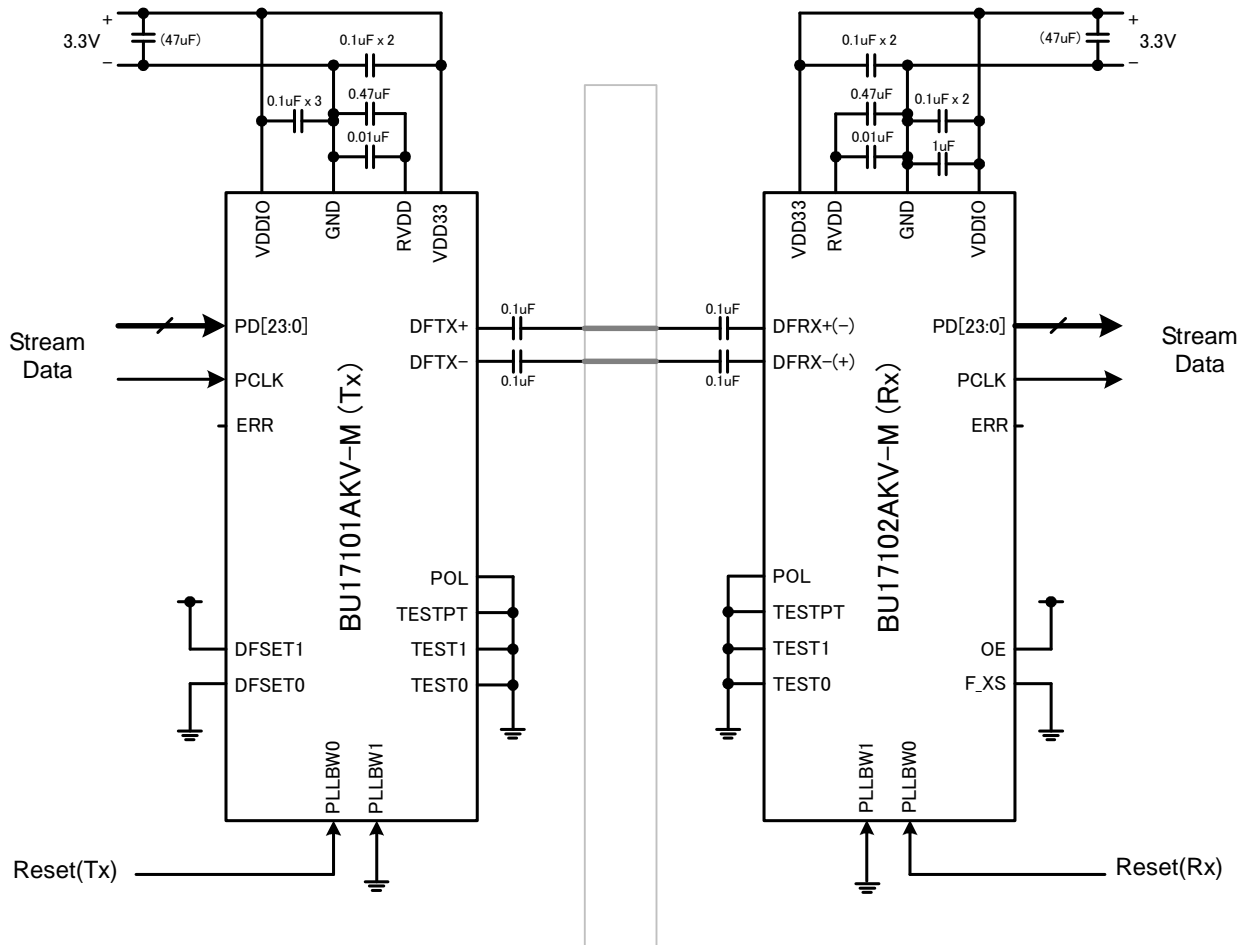 +
3.3V
−
(47uF)
0.1uF x 2
0.1uF x 3
0.47uF
0.01uF
VDDIO
GND
RVDD
VDD33
PD[23:0]
PCLK
ERR
DFSET1
DFSET0
Stream
Data
BU17101AKV-M (Tx)
DFTX+
DFTX-
POL
TESTPT
TEST1
TEST0
PLLBW0
PLLBW1
Reset(Tx)
0.1uF
0.1uF
0.1uF
0.1uF
0.1uF x 2
(47uF)
+
3.3V
−
0.47uF
0.1uF x 2
0.01uF
1uF
VDD33
RVDD
GND
VDDIO
DFRX+(-)
DFRX-(+)
POL
TESTPT
TEST1
TEST0
BU17102AKV-M (Rx)
PD[23:0]
PCLK
ERR
OE
F_XS
Stream
Data
PLLBW1
PLLBW0
Reset(Rx)